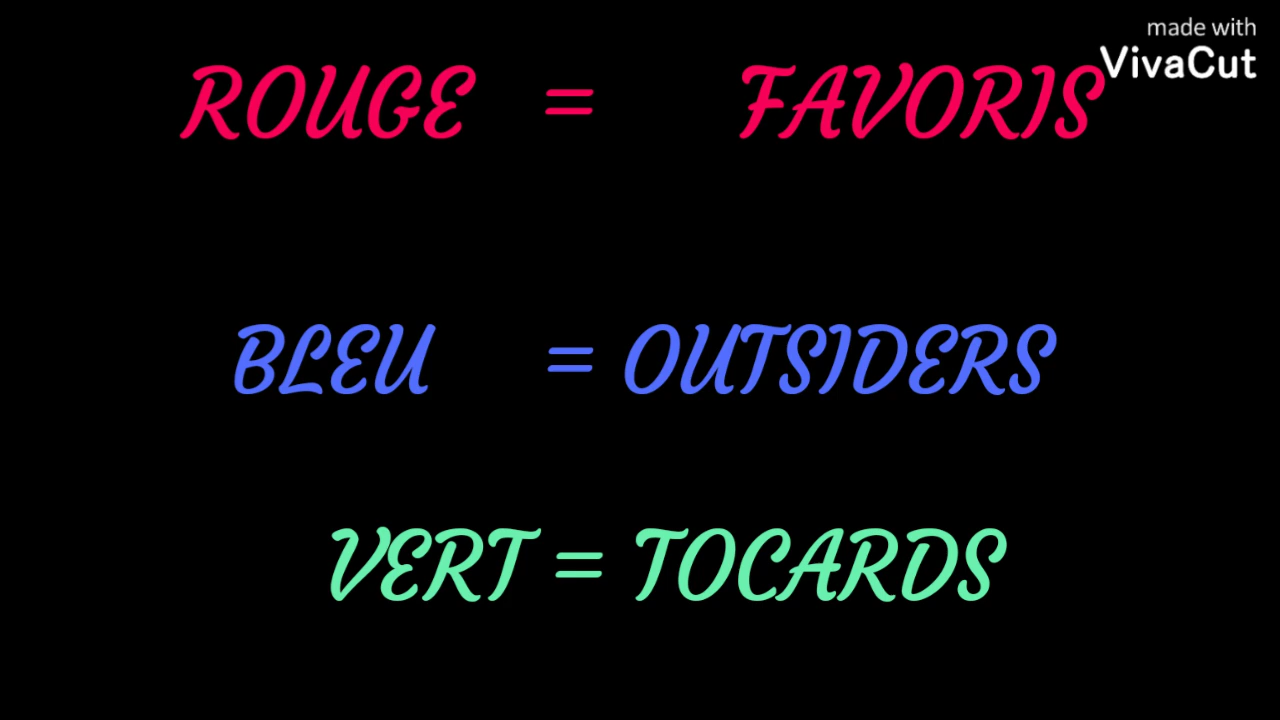 made with
VivaCut
ROUGE = FAVORIS
BLEU = OUTSIDERS
VERT = TOCARDS